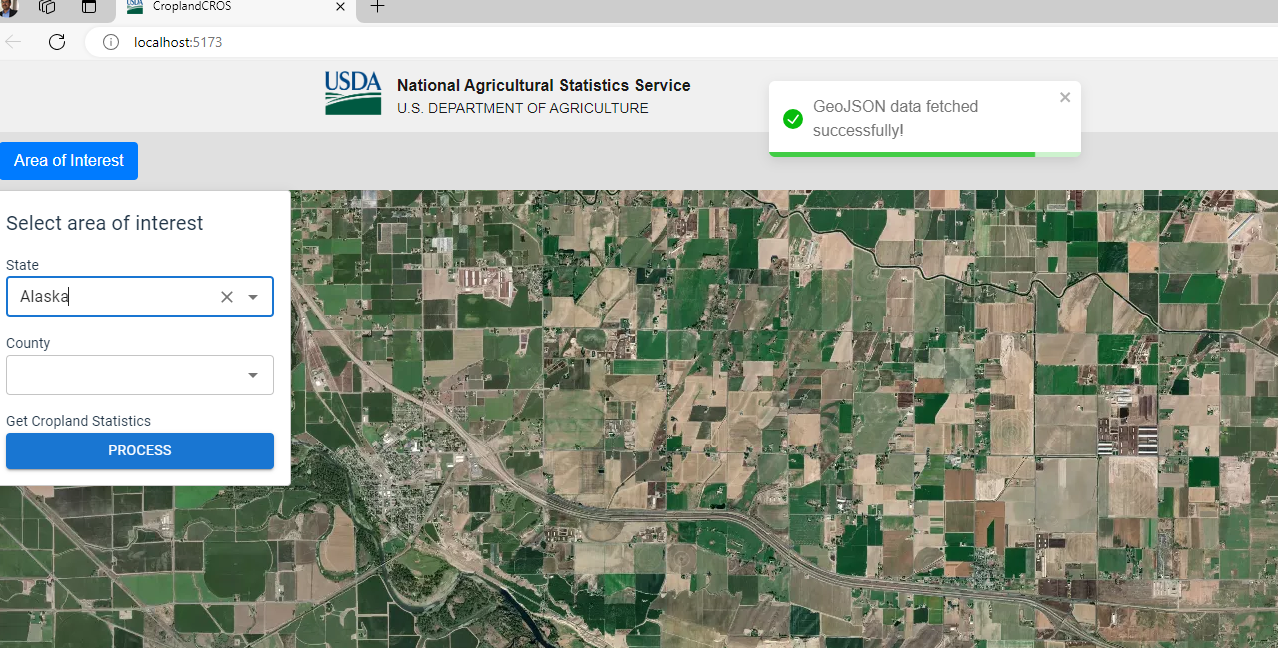 CroplandCROS
localhost:5173
USDA
National Agricultural Statistics Service
U.S. DEPARTMENT OF AGRICULTURE
GeoJSON data fetched
successfully!
Area of Interest
Select area of interest
State
Alaska
County
Get Cropland Statistics
PROCESS